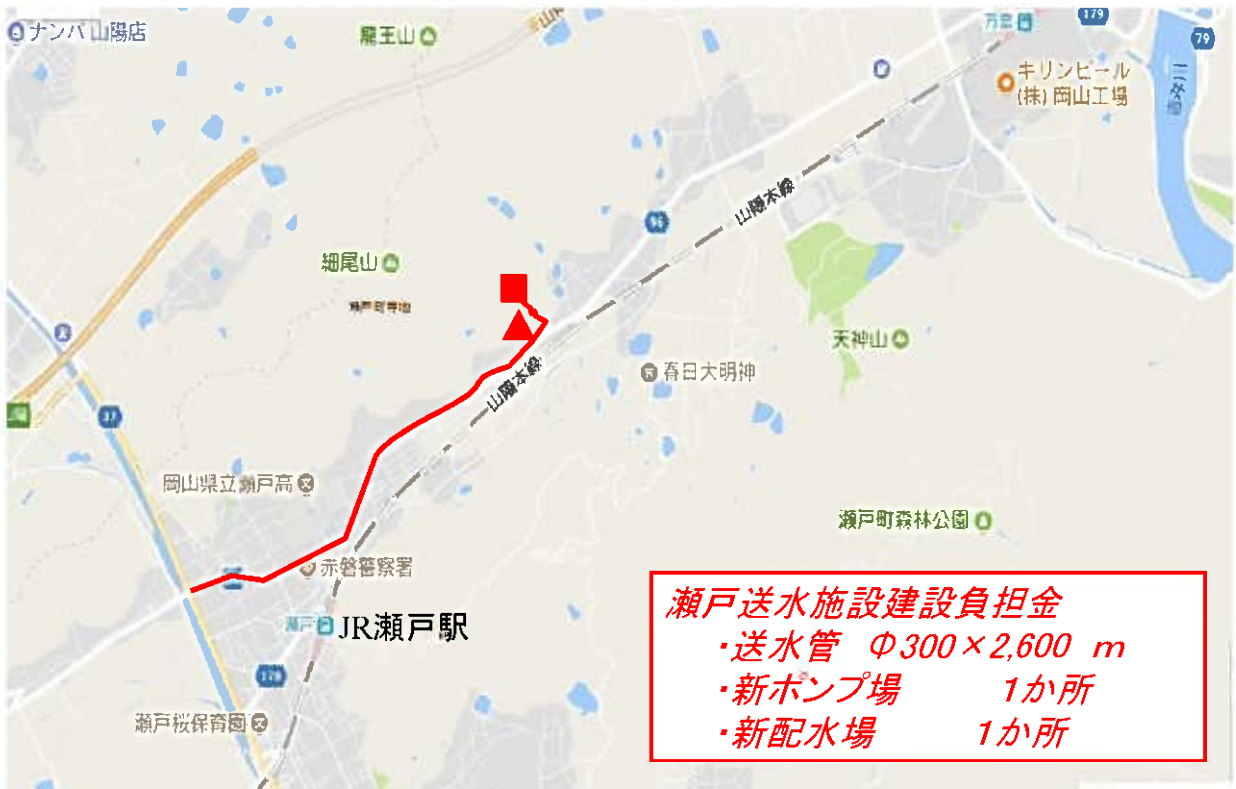 ナンバ 山陽店
龍王山
万富
179
79
キリンビール
(株) 岡山工場
山陽本線
96
細尾山
瀬戸町寺地
山陽本線
天神山
春日大明神
37
岡山県立瀬戸高
瀬戸町森林公園
赤磐警察署
瀬戸
JR瀬戸駅
178
瀬戸桜保育園
瀬戸送水施設建設負担金
・送水管 Φ300×2,600 m
・新ポンプ場 1か所
・新配水場 1か所